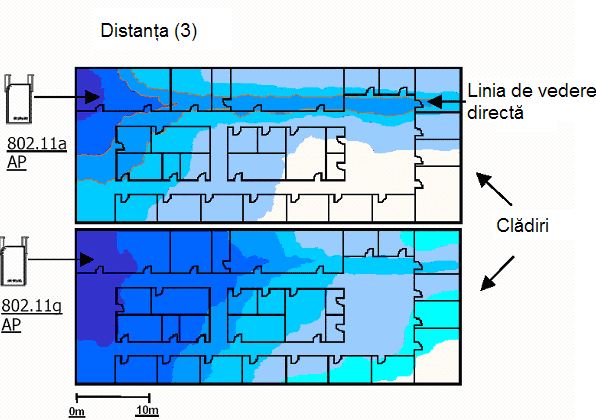 Distanța (3)
Linia de vedere
directă
802.11a
AP
Clădiri
802.11g
AP
0m
10m